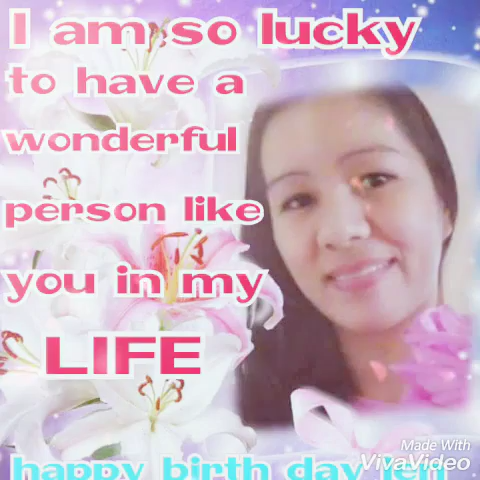 I am so lucky
to have a
wonderful
person like
you in my
LIFE
happy birth day
Made With
VivaVideo